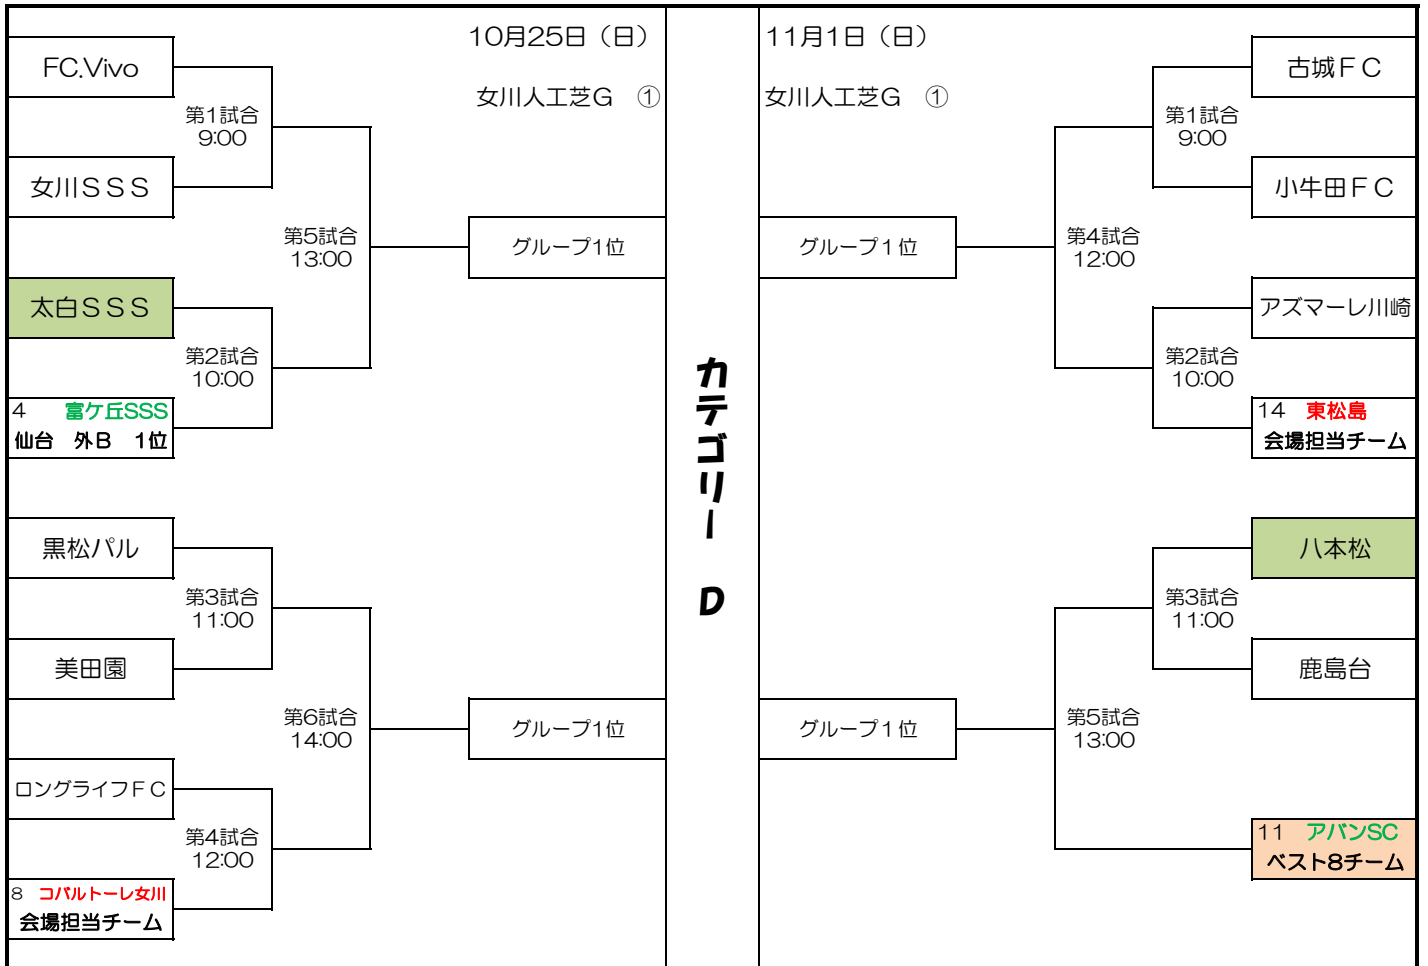 10月25日（日）
女川人工芝G　①
FC.Vivo
第1試合
9:00
女川ＳＳＳ
第5試合
13:00
グループ1位
太白ＳＳＳ
第2試合
10:00
4　富ケ丘SSS
仙台　外Ｂ　1位
黒松パル
第3試合
11:00
美田園
第6試合
14:00
グループ1位
ロングライフＦＣ
第4試合
12:00
8　コバルトーレ女川
会場担当チーム
カテゴリー　D
11月1日（日）
女川人工芝G　①
古城ＦＣ
第1試合
9:00
小牛田ＦＣ
第4試合
12:00
グループ１位
アズマーレ川崎
第2試合
10:00
14　東松島
会場担当チーム
八本松
第3試合
11:00
鹿島台
第5試合
13:00
グループ１位
11　アバンSC
ベスト8チーム